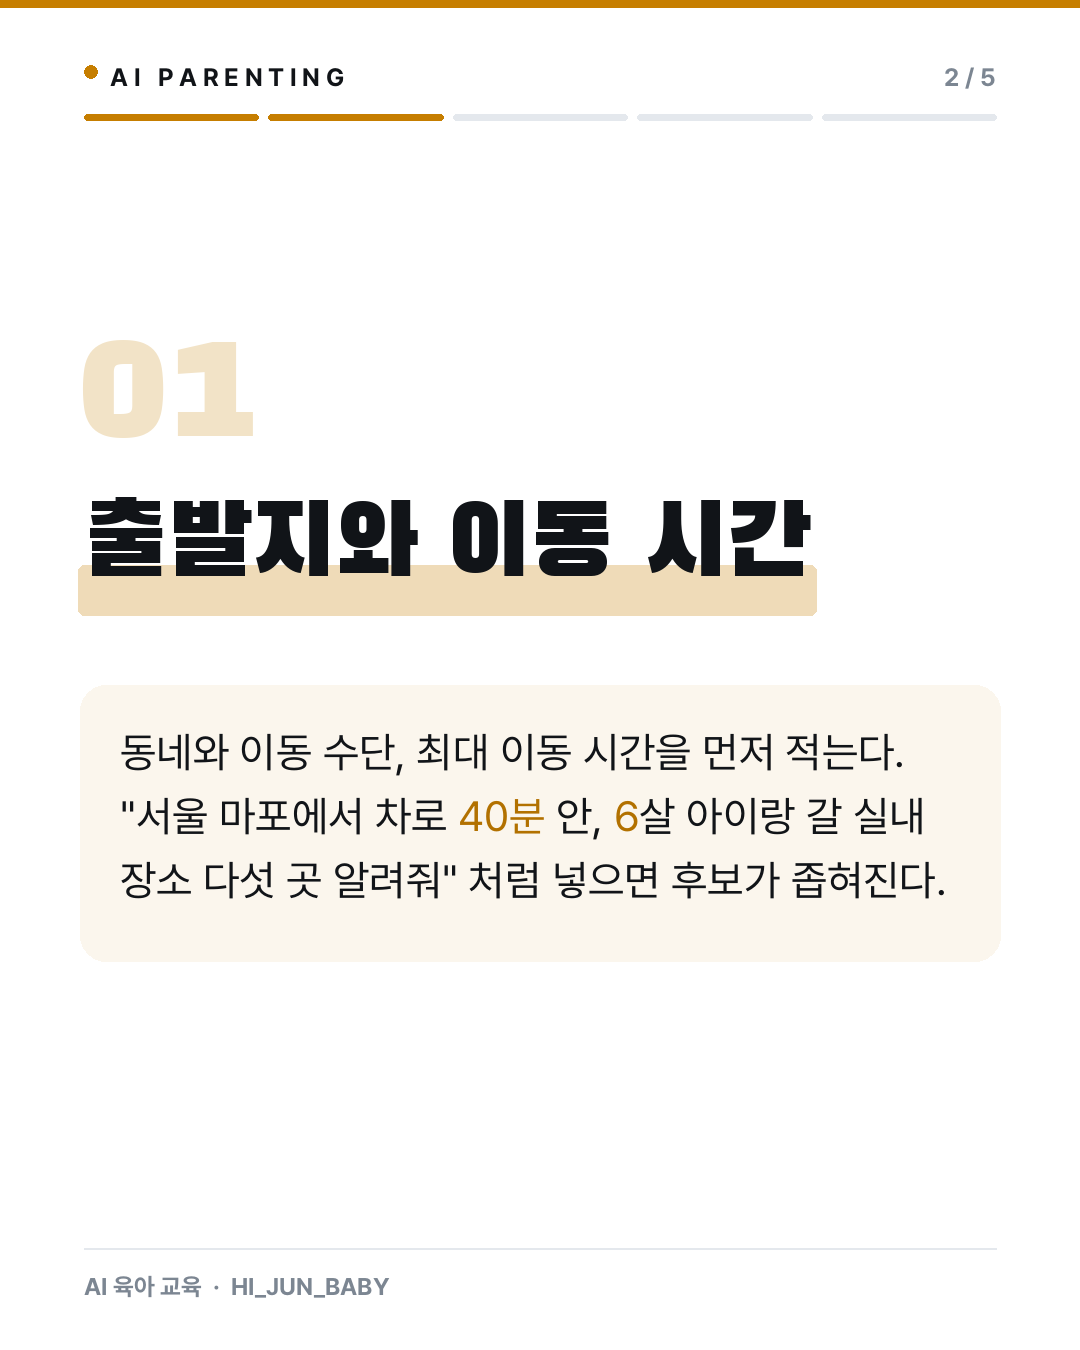 AI PARENTING
2 / 5
01
출발지와 이동 시간
동네와 이동 수단, 최대 이동 시간을 먼저 적는다.
"서울 마포에서 차로 40분 안, 6살 아이랑 갈 실내
장소 다섯 곳 알려줘" 처럼 넣으면 후보가 좁혀진다.
AI 육아 교육 · HI_JUN_BABY